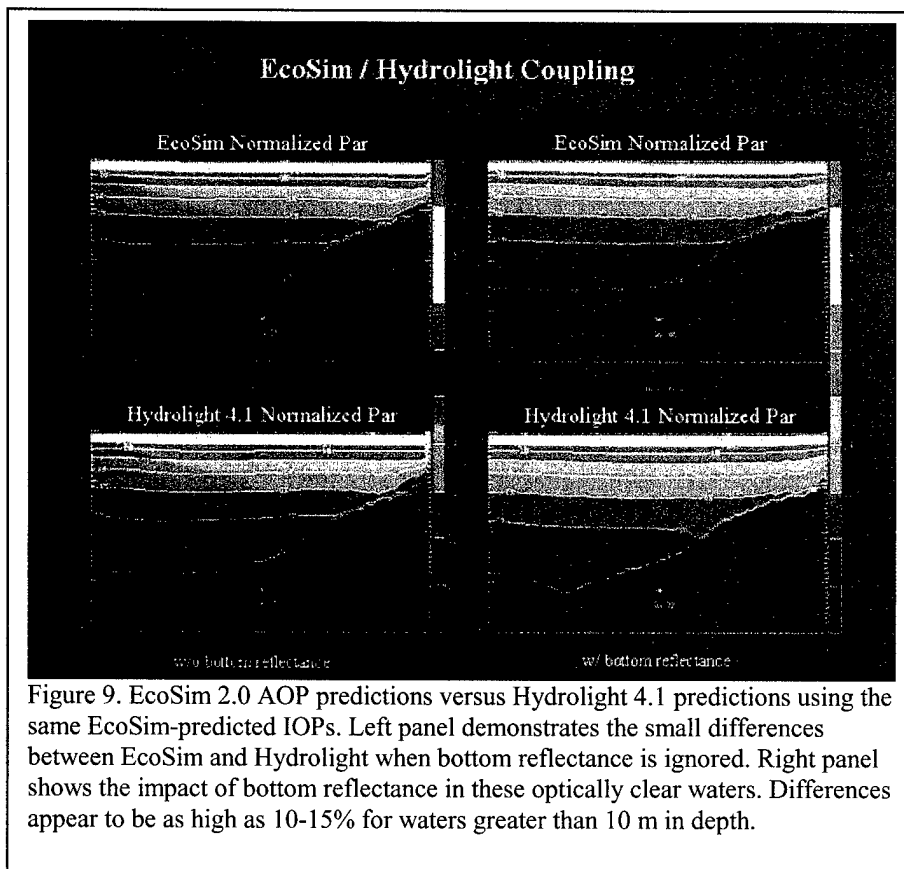 EcoSim / Hydrolight Coupling
EcoSim Normalized Par
EcoSim Normalized Par
Hydrolight 4.1 Normalized Par
Hydrolight 4.1 Normalized Par
w/o bottom reflectance
w/ bottom reflectance
Figure 9. EcoSim 2.0 AOP predictions versus Hydrolight 4.1 predictions using the
same EcoSim-predicted IOPs. Left panel demonstrates the small differences
between EcoSim and Hydrolight when bottom reflectance is ignored. Right panel
shows the impact of bottom reflectance in these optically clear waters. Differences
appear to be as high as 10-15% for waters greater than 10 m in depth.